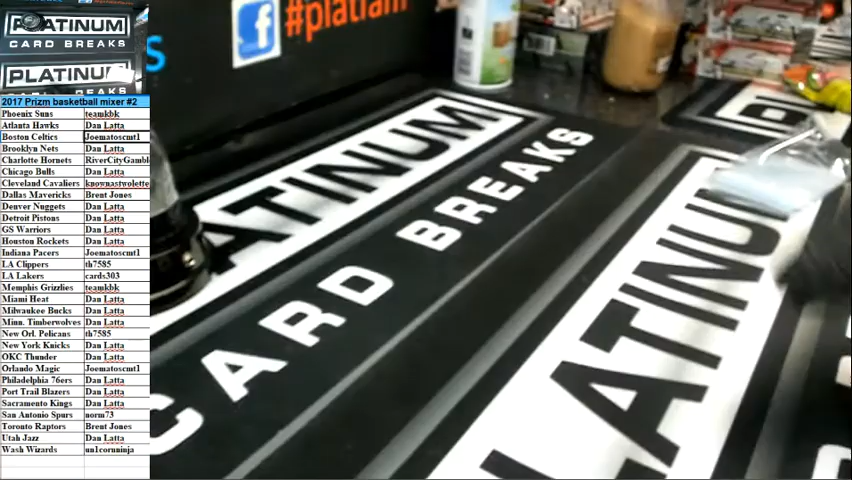 PLATINUM
CARD BREAKS
PLATINUM
2017 Prizm basketball mixer #2
Phoenix Suns teamkbk
Atlanta Hawks Dan Latta
Boston Celtics Joematoscmt1
Brooklyn Nets Dan Latta
Charlotte Hornets RiverCityGambl
Chicago Bulls Dan Latta
Cleveland Cavaliers knownastwolette
Dallas Mavericks Brent Jones
Denver Nuggets Dan Latta
Detroit Pistons Dan Latta
GS Warriors Dan Latta
Houston Rockets Dan Latta
Indiana Pacers Joematoscmt1
LA Clippers th7585
LA Lakers cards303
Memphis Grizzlies teamkbk
Miami Heat Dan Latta
Milwaukee Bucks Dan Latta
Minn. Timberwolves Dan Latta
New Orl. Pelicans th7585
New York Knicks Dan Latta
OKC Thunder Dan Latta
Orlando Magic Joematoscmt1
Philadelphia 76ers Dan Latta
Port Trail Blazers Dan Latta
Sacramento Kings Dan Latta
San Antonio Spurs norm73
Toronto Raptors Brent Jones
Utah Jazz Dan Latta
Wash Wizards un1cornninja
f #platinum
s
ATINUM
CARD BREAKS
LATINUM